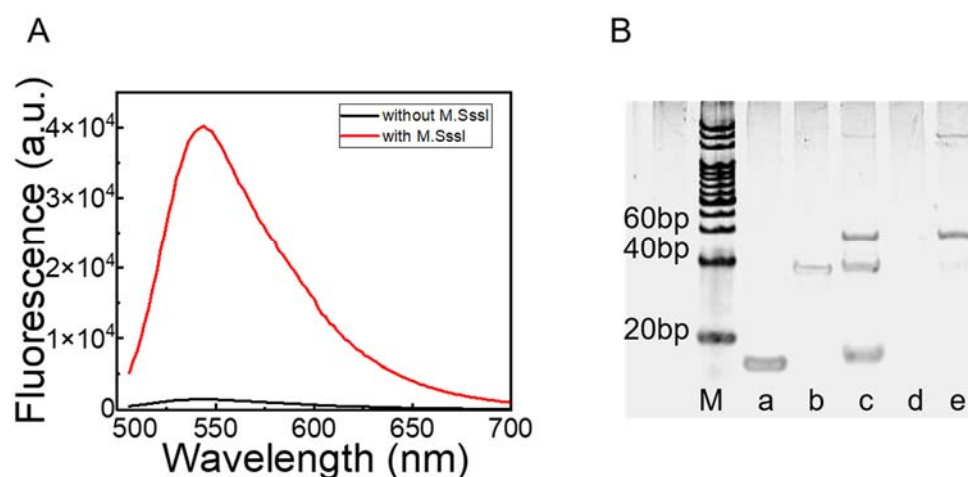 A
B
Fluorescence (a.u.)
4×10⁴
3×10⁴
2×10⁴
1×10⁴
0
without M.SssI
with M.SssI
500 550 600 650 700
Wavelength (nm)
60bp
40bp
20bp
M a b c d e